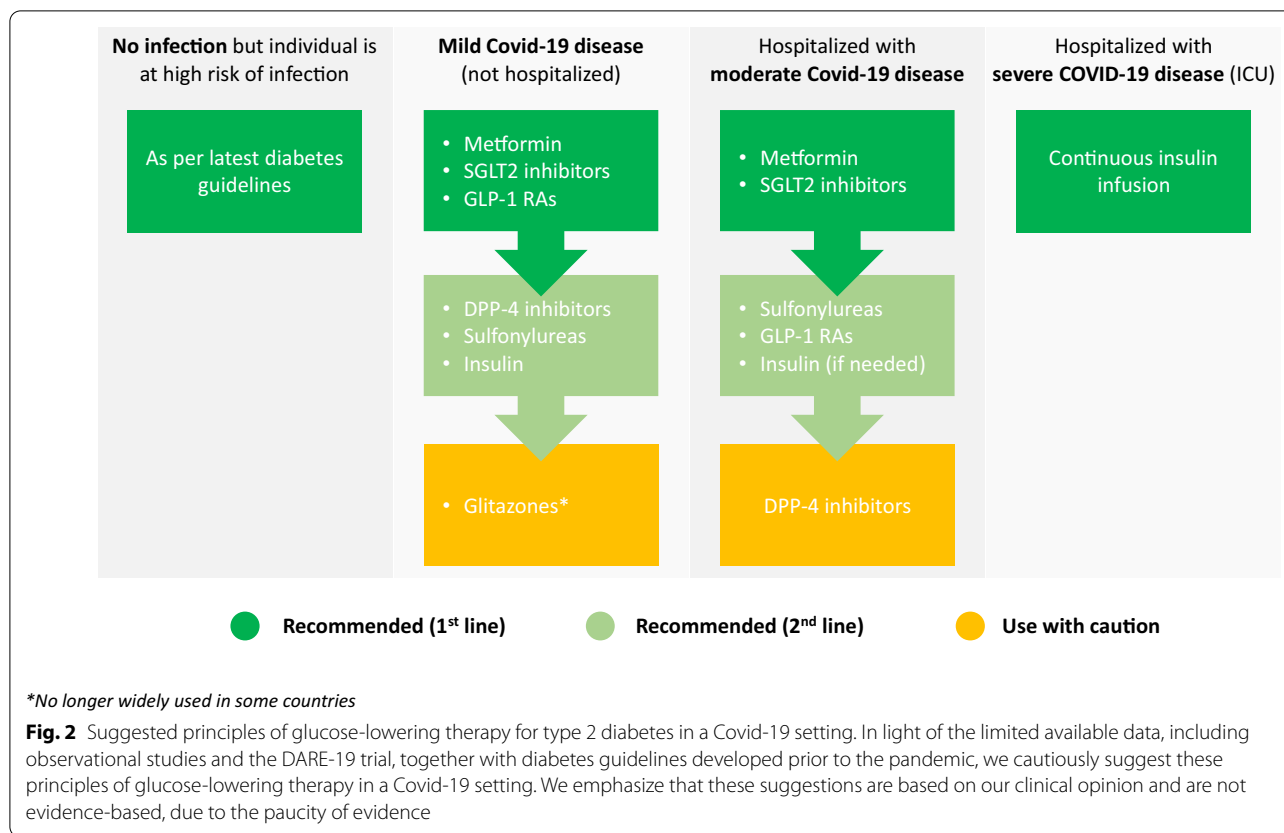 No infection but individual is
at high risk of infection
As per latest diabetes
guidelines
Mild Covid-19 disease
(not hospitalized)
• Metformin
• SGLT2 inhibitors
• GLP-1 RAs
• DPP-4 inhibitors
• Sulfonylureas
• Insulin
• Glitazones*
Hospitalized with
moderate Covid-19 disease
• Metformin
• SGLT2 inhibitors
• Sulfonylureas
• GLP-1 RAs
• Insulin (if needed)
DPP-4 inhibitors
Hospitalized with
severe COVID-19 disease (ICU)
Continuous insulin
infusion
Recommended (1st line)
Recommended (2nd line)
Use with caution
*No longer widely used in some countries
Fig. 2 Suggested principles of glucose-lowering therapy for type 2 diabetes in a Covid-19 setting. In light of the limited available data, including
observational studies and the DARE-19 trial, together with diabetes guidelines developed prior to the pandemic, we cautiously suggest these
principles of glucose-lowering therapy in a Covid-19 setting. We emphasize that these suggestions are based on our clinical opinion and are not
evidence-based, due to the paucity of evidence